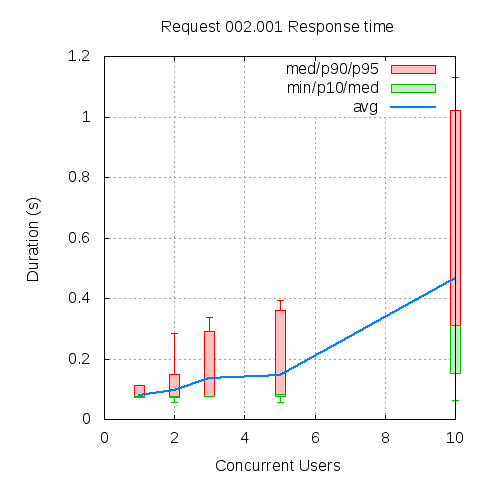 Request 002.001 Response time
med/p90/p95
min/p10/med
avg
1.2
1
0.8
0.6
0.4
0.2
0
Duration (s)
0 2 4 6 8 10
Concurrent Users